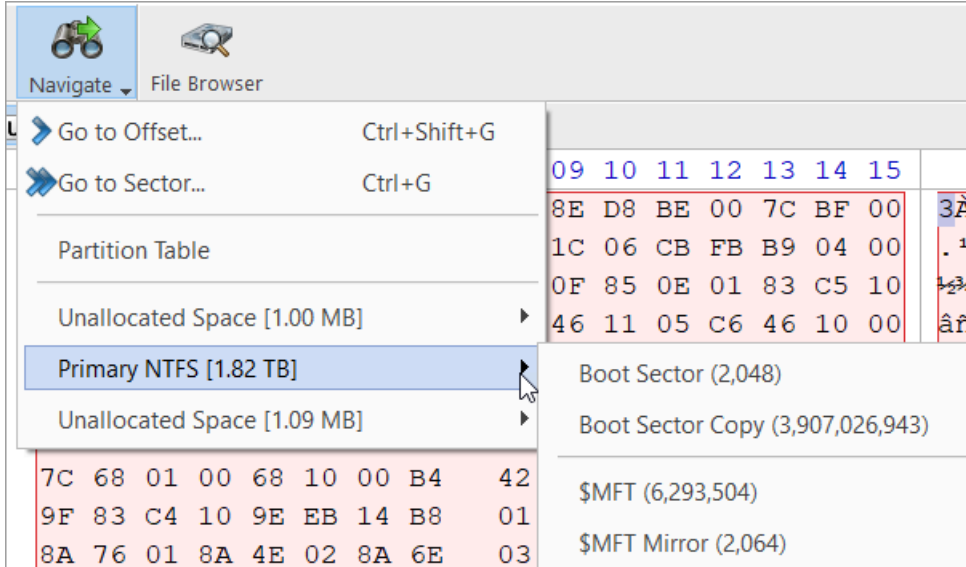 Navigate File Browser
Go to Offset... Ctrl+Shift+G
Go to Sector... Ctrl+G
Partition Table
Unallocated Space [1.00 MB]
Primary NTFS [1.82 TB]
Unallocated Space [1.09 MB]
Boot Sector (2,048)
Boot Sector Copy (3,907,026,943)
$MFT (6,293,504)
$MFT Mirror (2,064)
09 10 11 12 13 14 15
8E D8 BE 00 7C BF 00 3À
1C 06 CB FB B9 04 00
0F 85 0E 01 83 C5 10
46 11 05 C6 46 10 00
7C 68 01 00 68 10 00 B4 42
9F 83 C4 10 9E EB 14 B8 01
8A 76 01 8A 4E 02 8A 6E 03